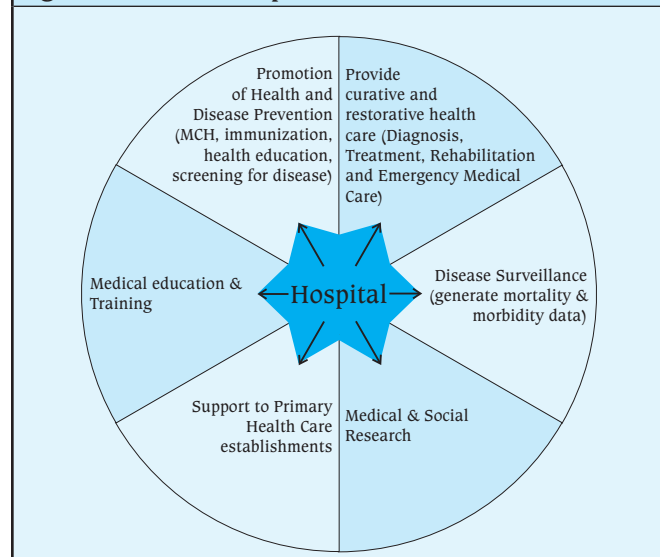 Promotion
of Health and
Disease Prevention
(MCH, immunization,
health education,
screening for disease)
Provide
curative and
restorative health
care (Diagnosis,
Treatment, Rehabilitation
and Emergency Medical
Care)
Medical education &
Training
Hospital
Disease Surveillance
(generate mortality &
morbidity data)
Support to Primary
Health Care
establishments
Medical & Social
Research